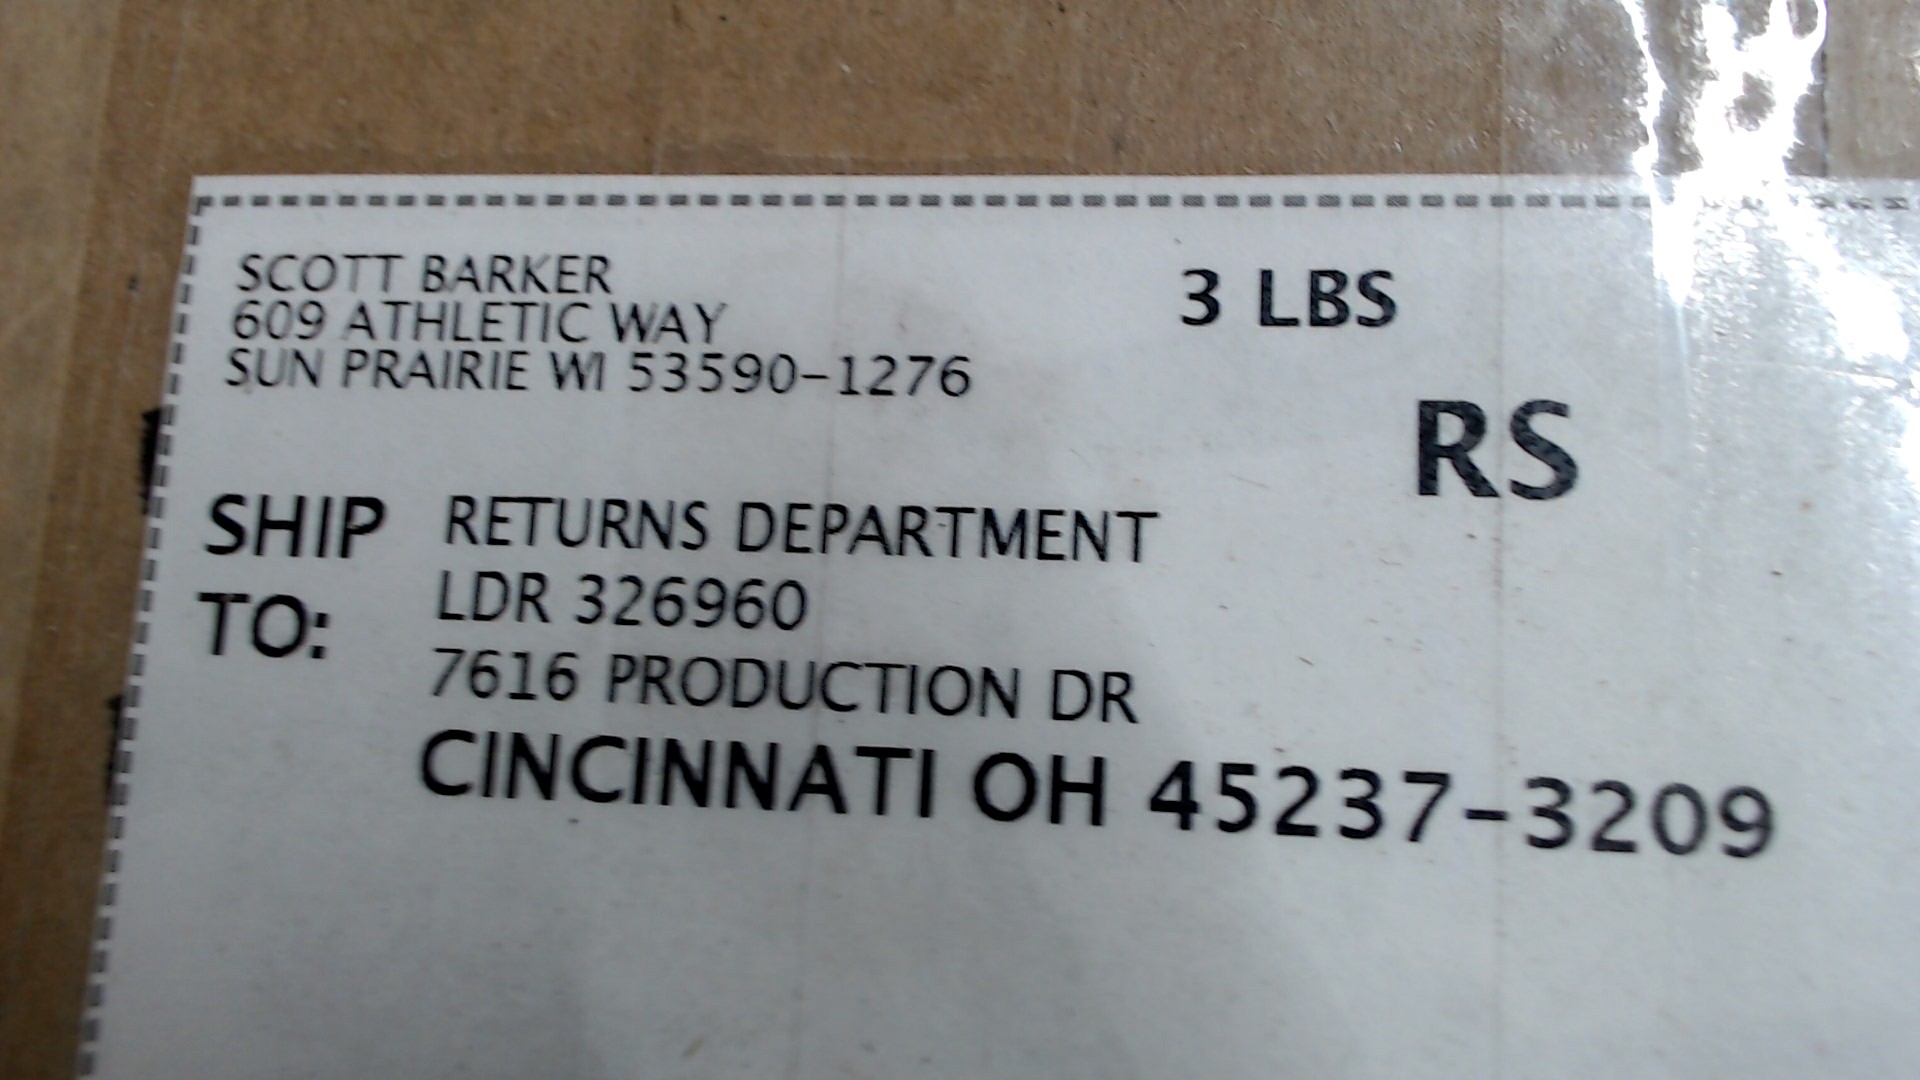 SCOTT BARKER
609 ATHLETIC WAY
SUN PRAIRIE WI 53590-1276
3 LBS
RS
SHIP TO:
RETURNS DEPARTMENT
LDR 326960
7616 PRODUCTION DR
CINCINNATI OH 45237-3209